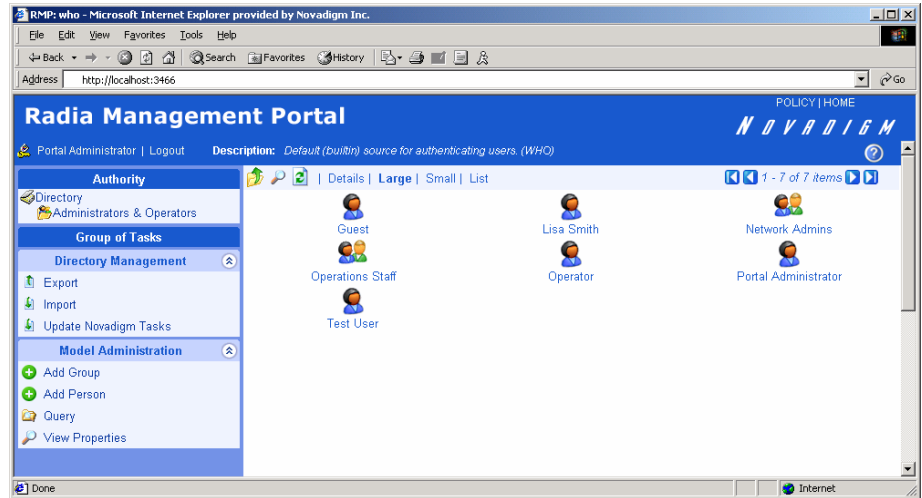 RMP: who - Microsoft Internet Explorer provided by Novadigm Inc.
File Edit View Favorites Tools Help
Back Search Favorites History
Address http://localhost:3466 Go
POLICY | HOME
Radia Management Portal
NOVADIGM
Portal Administrator | Logout Description: Default (builtin) source for authenticating users. (WHO)
Authority
Directory
Administrators & Operators
Group of Tasks
Directory Management
Export
Import
Update Novadigm Tasks
Model Administration
Add Group
Add Person
Query
View Properties
| Details | Large | Small | List
1 - 7 of 7 items
Guest Lisa Smith Network Admins
Operations Staff Operator Portal Administrator
Test User
Done Internet